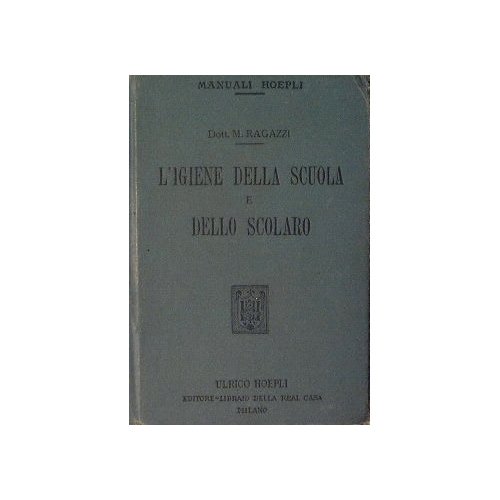 MANUALI HOEPLI
Dott. M. RAGAZZI
L'IGIENE DELLA SCUOLA
E
DELLO SCOLARO
ULRICO HOEPLI
EDITORE-LIBRAIO DELLA REAL CASA
MILANO